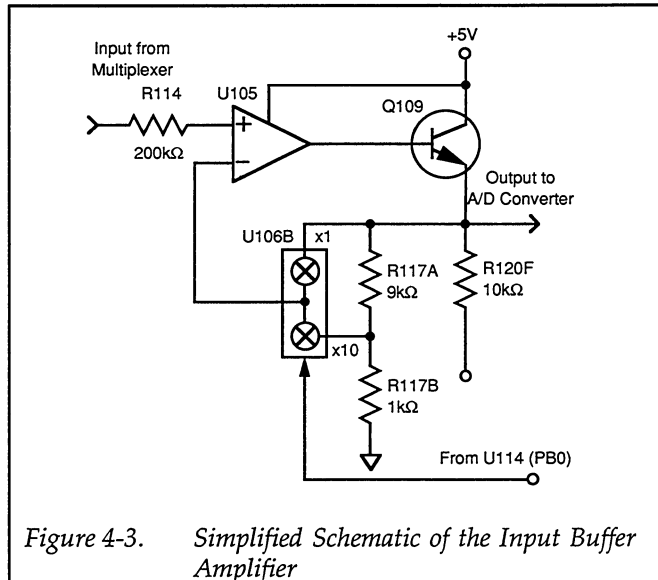 +5V
Input from
Multiplexer
R114
U105
Q109
+
200kΩ
−
Output to
A/D Converter
U106B
x1
R117A
9kΩ
R120F
10kΩ
x10
R117B
1kΩ
From U114 (PB0)
Figure 4-3. Simplified Schematic of the Input Buffer
Amplifier